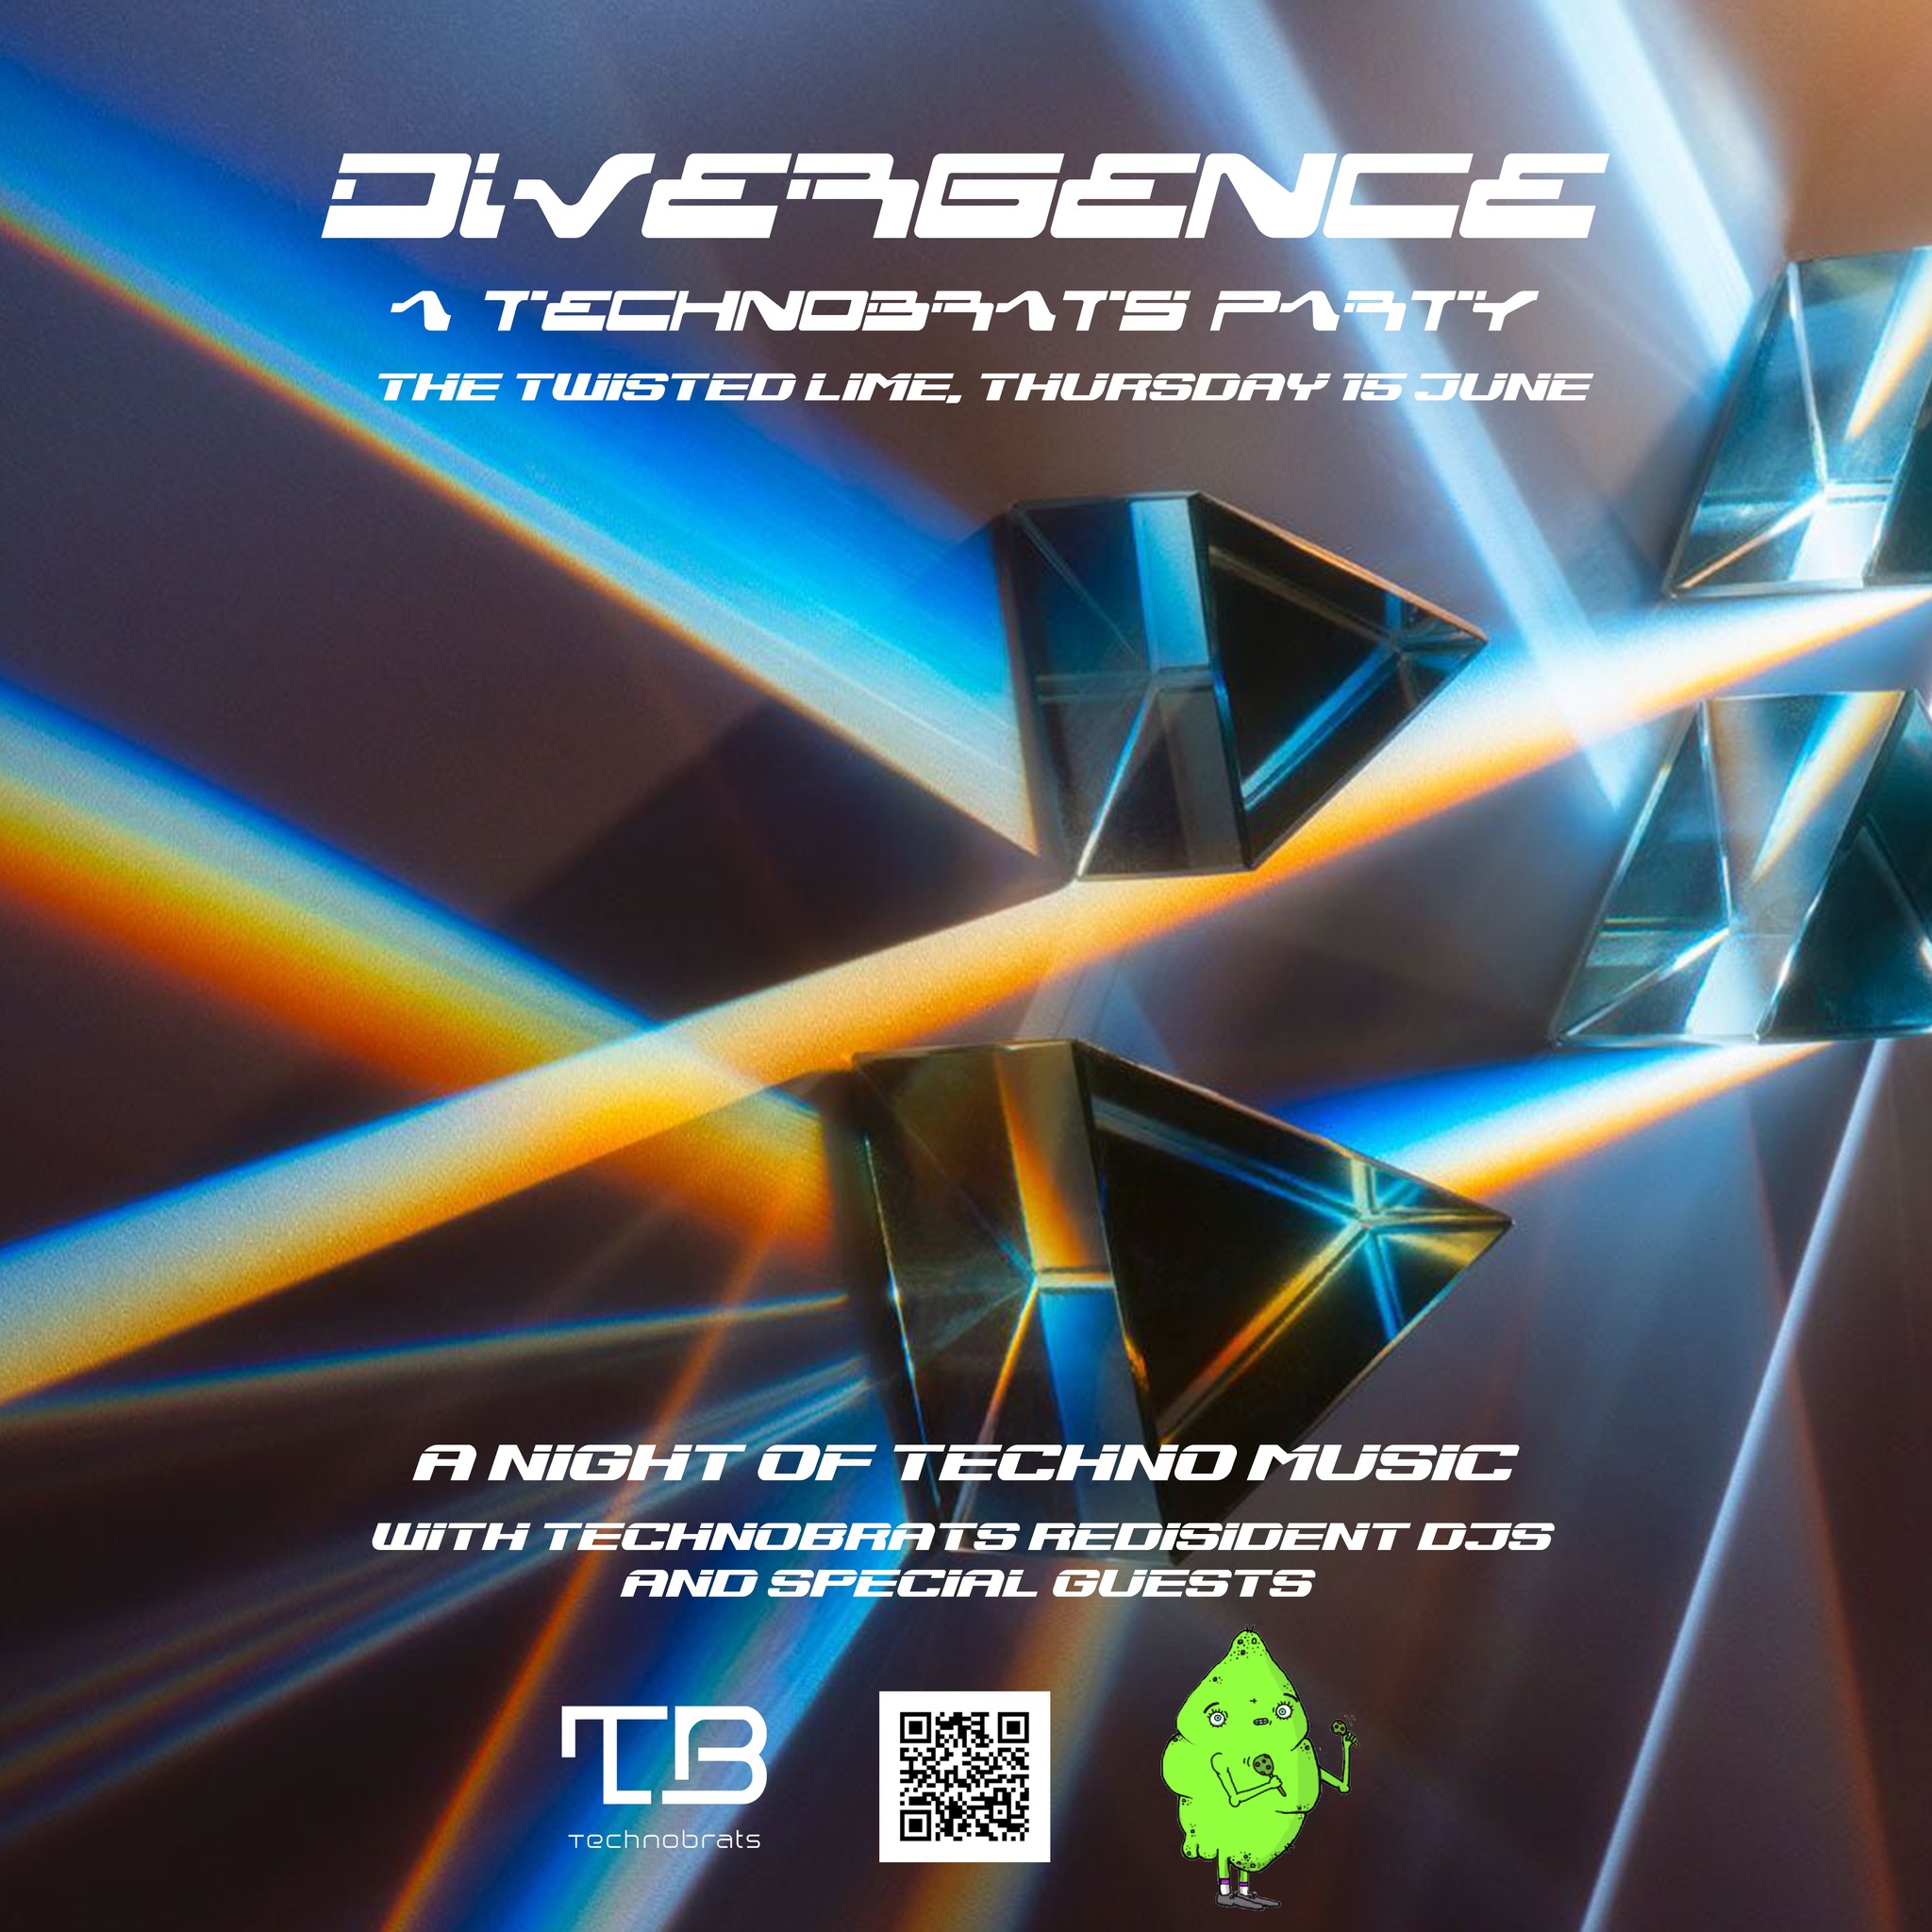 DIVERGENCE
A TECHNOBRATS PARTY
THE TWISTED LIME, THURSDAY 15 JUNE
A NIGHT OF TECHNO MUSIC
WITH TECHNOBRATS REDISIDENT DJS
AND SPECIAL GUESTS
TB
Technobrats